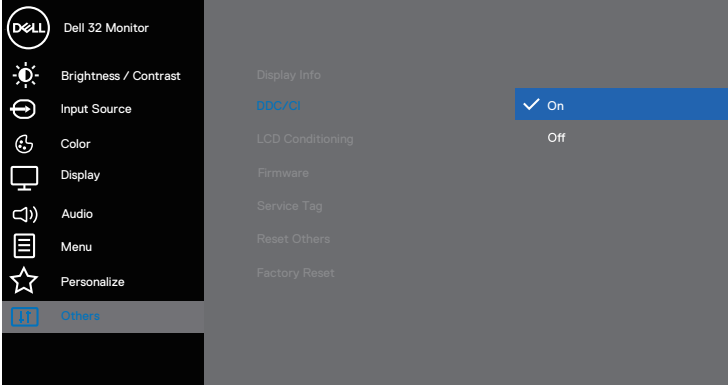 DELL
Dell 32 Monitor
Brightness / Contrast
Input Source
Color
Display
Audio
Menu
Personalize
Others
Display Info
DDC/CI
LCD Conditioning
Firmware
Service Tag
Reset Others
Factory Reset
On
Off